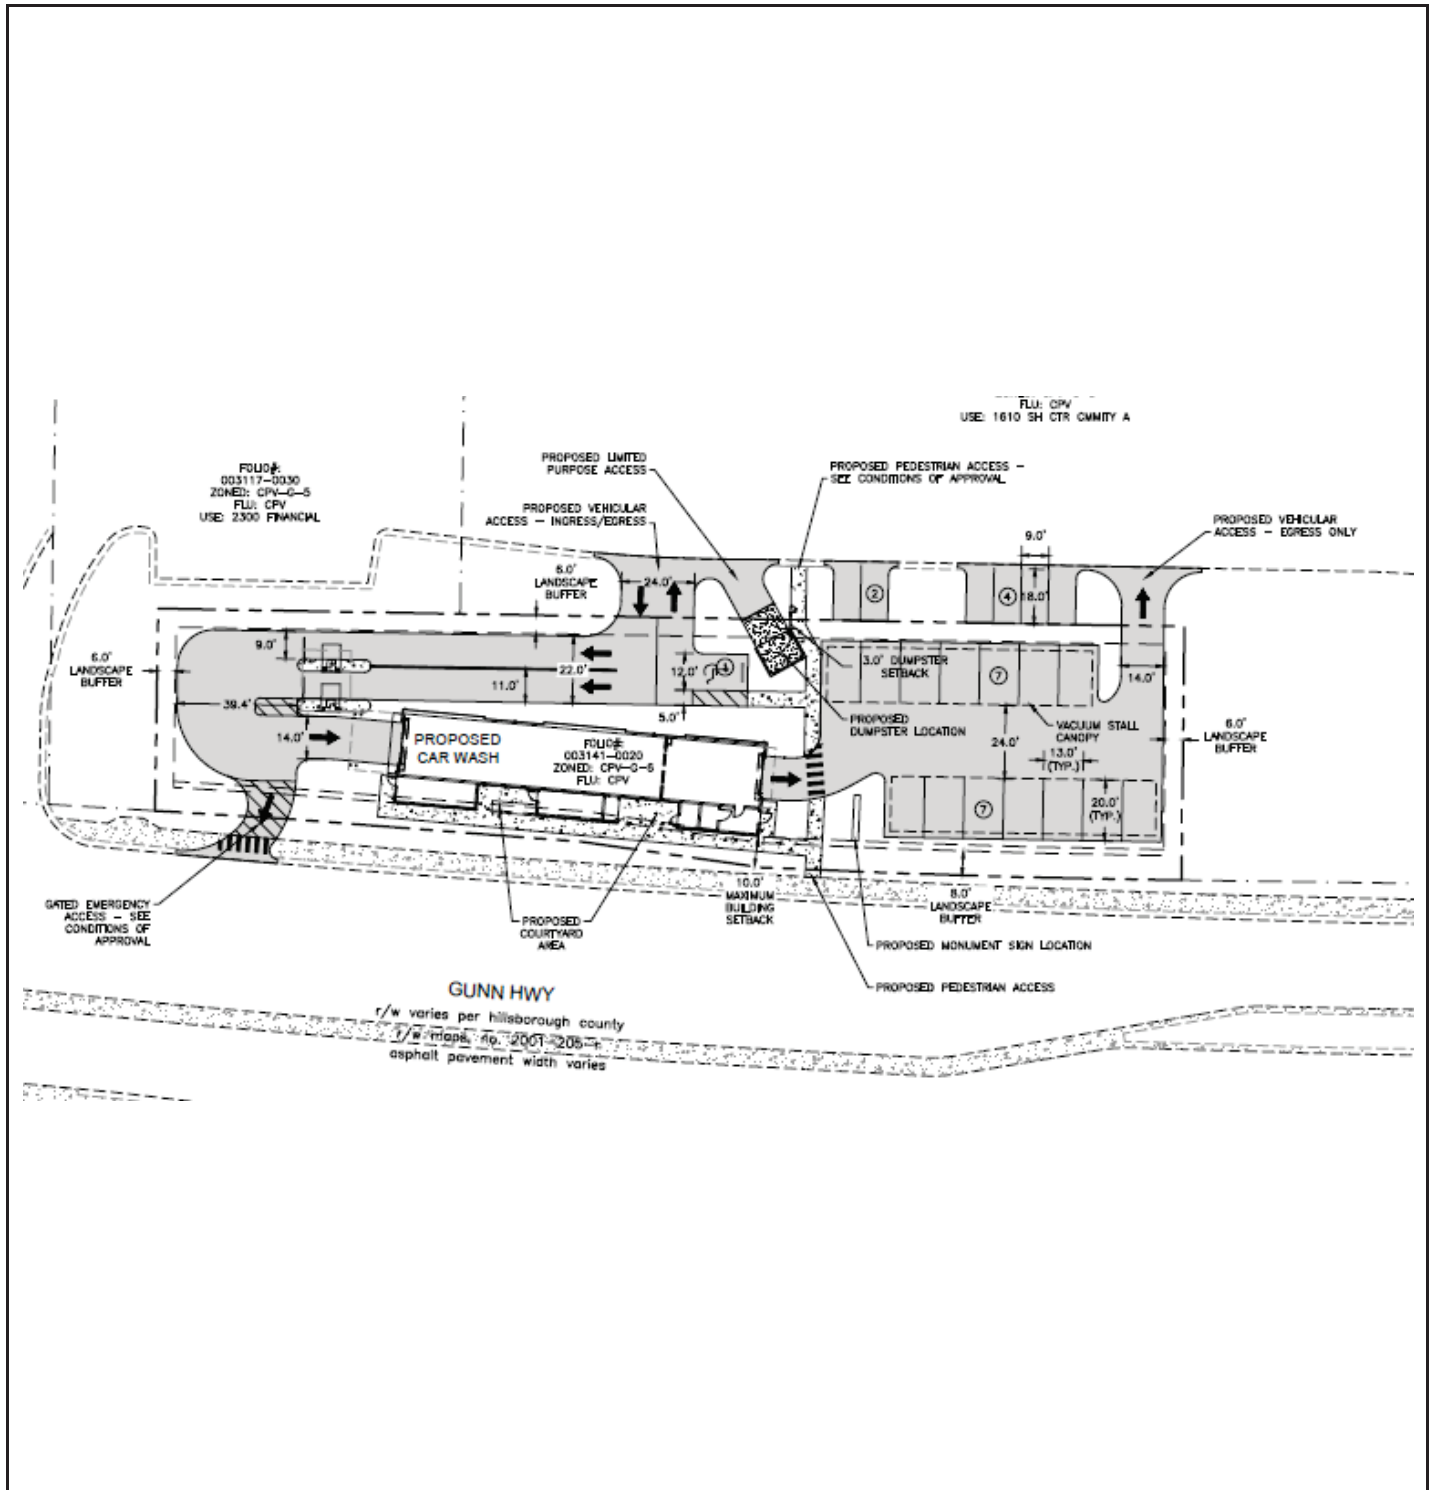 FLU: CPV
USE: 1610 SH CTR CMMITY A
PROPOSED LIMITED
PURPOSE ACCESS
PROPOSED PEDESTRIAN ACCESS –
SEE CONDITIONS OF APPROVAL
FOLIO#:
003117-0030
ZONED: CPV-G-5
FLU: CPV
USE: 2300 FINANCIAL
PROPOSED VEHICULAR
ACCESS – INGRESS/EGRESS
PROPOSED VEHICULAR
ACCESS – EGRESS ONLY
9.0'
6.0'
LANDSCAPE
BUFFER
24.0'
2
4
18.0'
9.0'
6.0'
LANDSCAPE
BUFFER
22.0'
11.0'
12.0'
3.0' DUMPSTER
SETBACK
7
14.0'
39.4'
5.0'
PROPOSED
DUMPSTER LOCATION
VACUUM STALL
CANOPY
6.0'
LANDSCAPE
BUFFER
14.0'
PROPOSED
CAR WASH
FOLIO#:
003141-0020
ZONED: CPV-G-5
FLU: CPV
24.0'
13.0'
(TYP.)
7
20.0'
(TYP.)
10.0'
MAXIMUM
BUILDING
SETBACK
8.0'
LANDSCAPE
BUFFER
GATED EMERGENCY
ACCESS – SEE
CONDITIONS OF
APPROVAL
PROPOSED
COURTYARD
AREA
PROPOSED MONUMENT SIGN LOCATION
PROPOSED PEDESTRIAN ACCESS
GUNN HWY
r/w varies per hillsborough county
r/w maps, no. 2001-205-r
asphalt pavement width varies